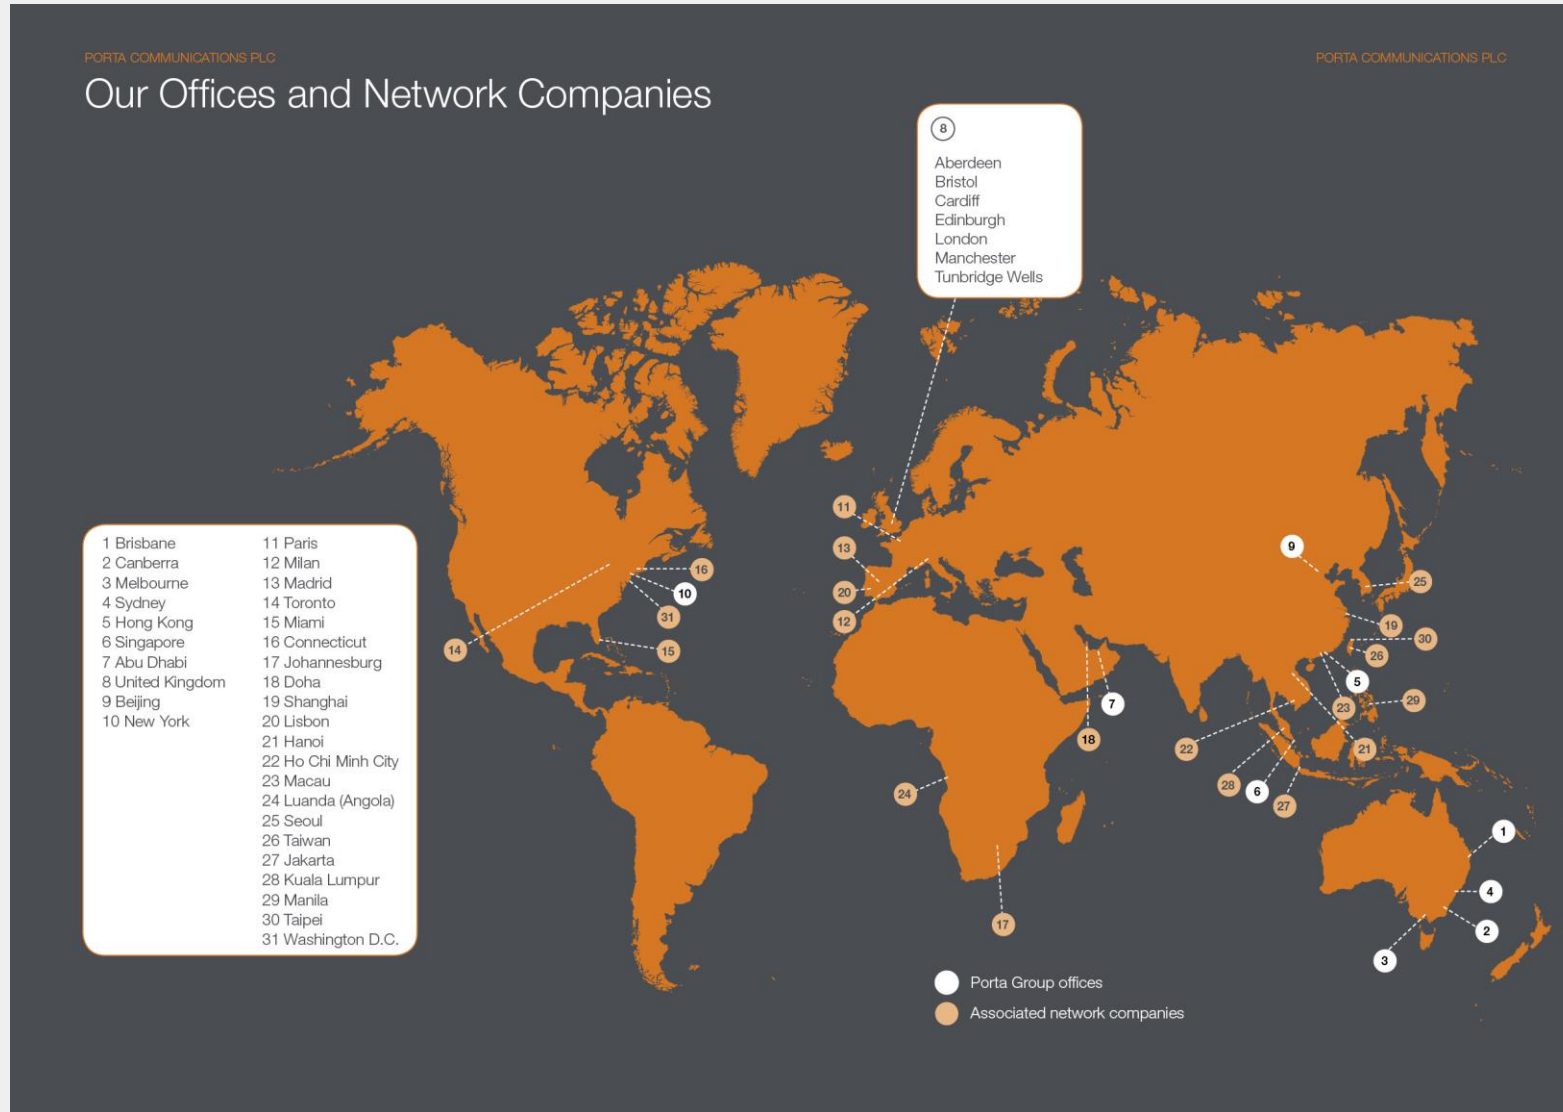 PORTA COMMUNICATIONS PLC
PORTA COMMUNICATIONS PLC
Our Offices and Network Companies
8
Aberdeen
Bristol
Cardiff
Edinburgh
London
Manchester
Tunbridge Wells
1 Brisbane
2 Canberra
3 Melbourne
4 Sydney
5 Hong Kong
6 Singapore
7 Abu Dhabi
8 United Kingdom
9 Beijing
10 New York
11 Paris
12 Milan
13 Madrid
14 Toronto
15 Miami
16 Connecticut
17 Johannesburg
18 Doha
19 Shanghai
20 Lisbon
21 Hanoi
22 Ho Chi Minh City
23 Macau
24 Luanda (Angola)
25 Seoul
26 Taiwan
27 Jakarta
28 Kuala Lumpur
29 Manila
30 Taipei
31 Washington D.C.
11
13
20
12
16
10
31
15
14
9
25
19
30
26
5
23
29
7
18
22
21
28
6
27
24
17
1
4
2
3
Porta Group offices
Associated network companies